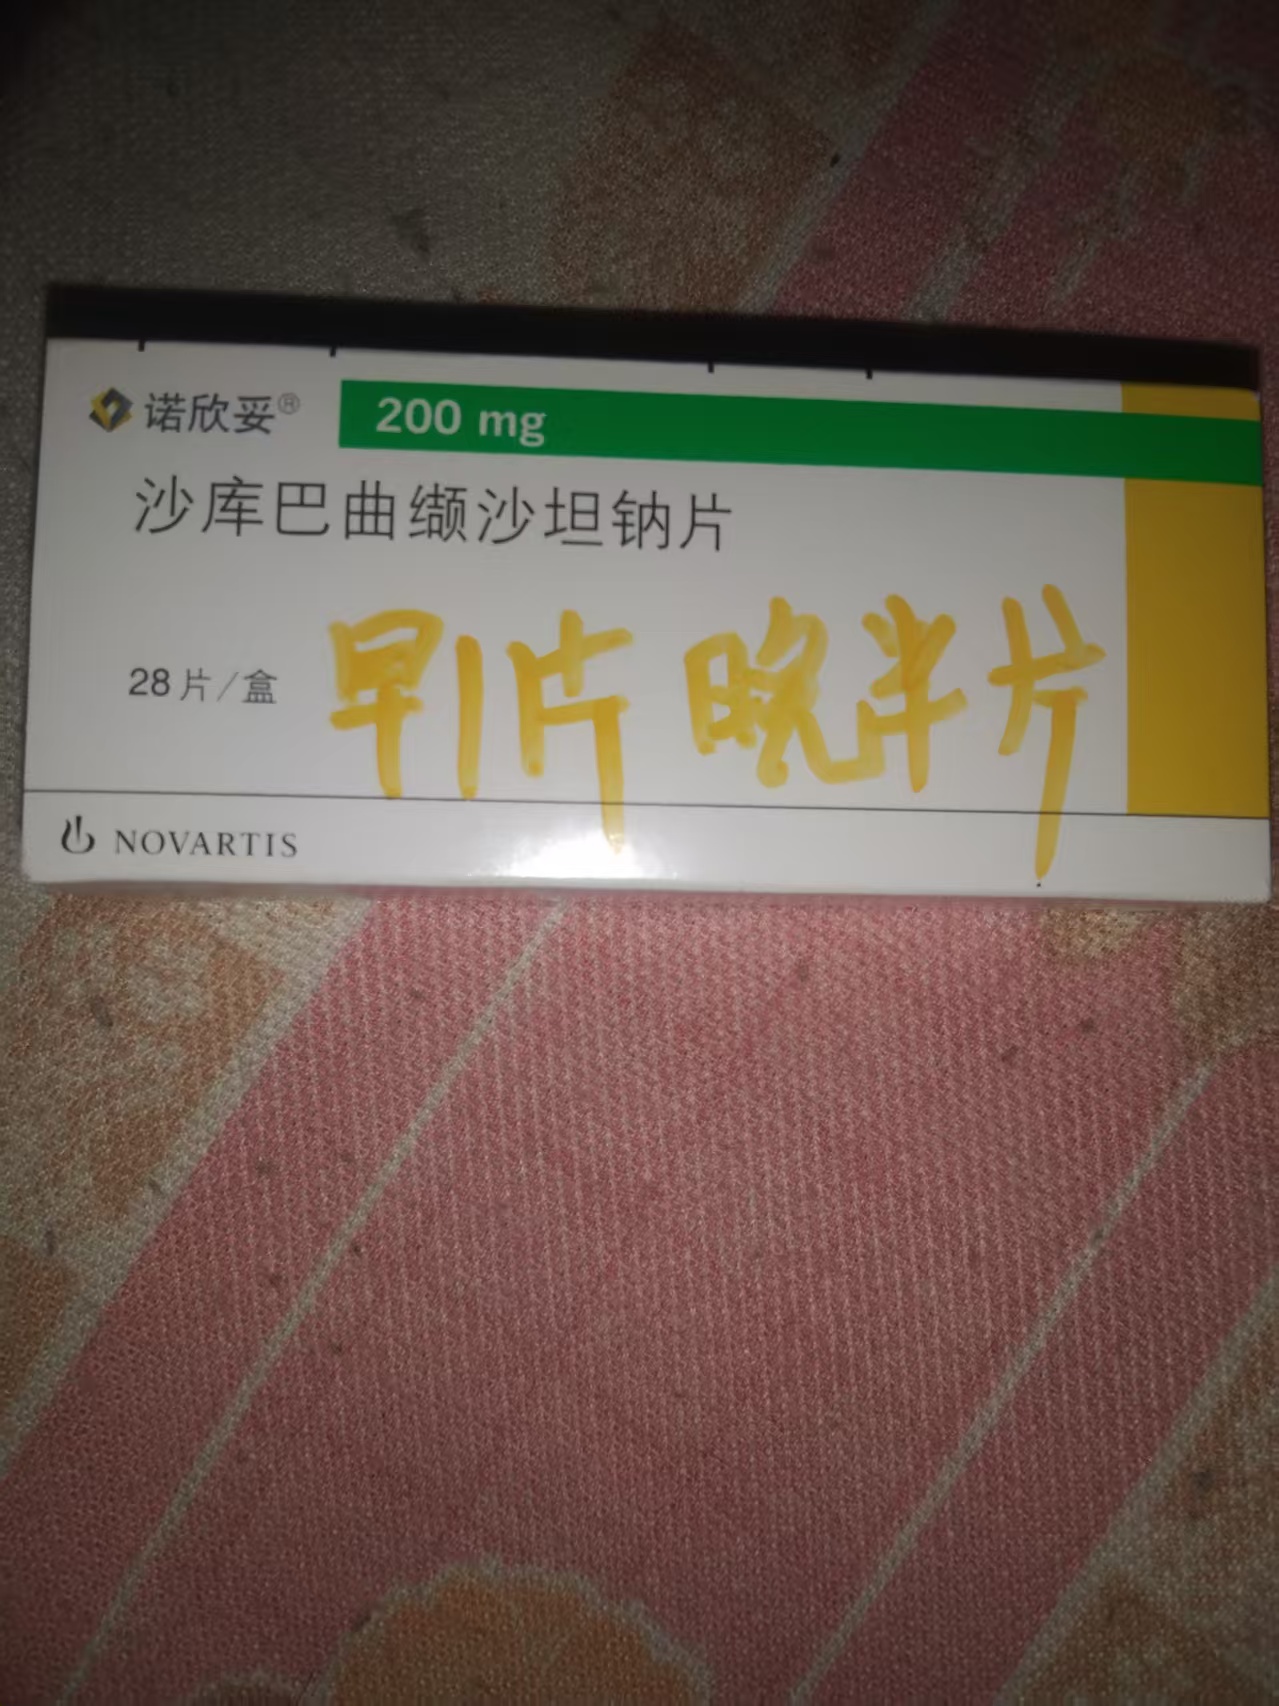 诺欣妥® 200 mg
沙库巴曲缬沙坦钠片
28片/盒 早1片 晚半片
NOVARTIS